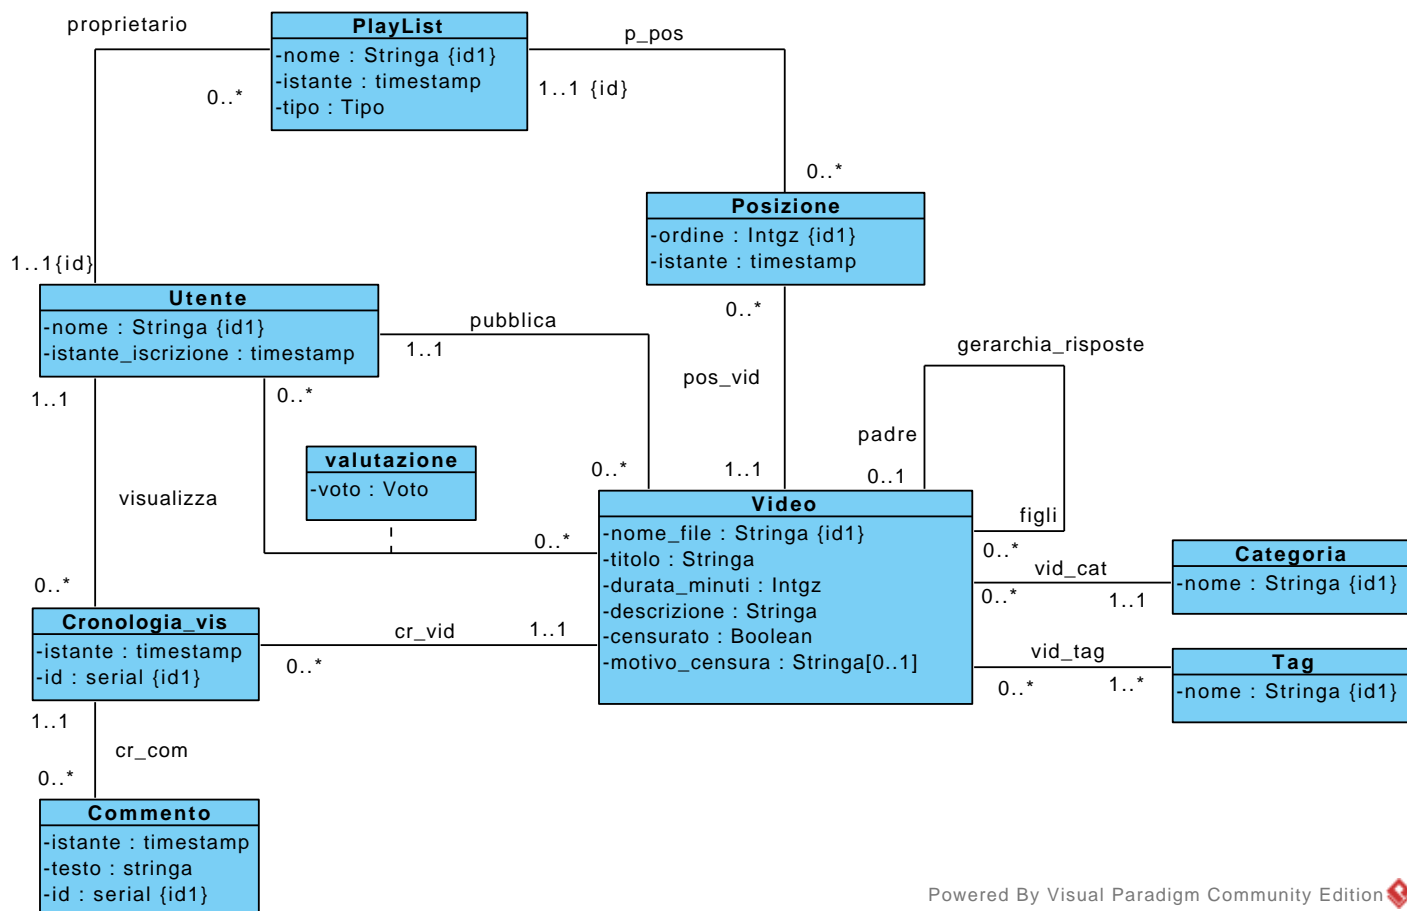 proprietario
PlayList
-nome : Stringa {id1}
-istante : timestamp
-tipo : Tipo
0..*
p_pos
1..1 {id}
0..*
Posizione
-ordine : Intgz {id1}
-istante : timestamp
0..*
1..1{id}
Utente
-nome : Stringa {id1}
-istante_iscrizione : timestamp
pubblica
1..1
1..1
0..*
pos_vid
gerarchia_risposte
padre
0..1
valutazione
-voto : Voto
visualizza
0..*
1..1
Video
-nome_file : Stringa {id1}
-titolo : Stringa
-durata_minuti : Intgz
-descrizione : Stringa
-censurato : Boolean
-motivo_censura : Stringa[0..1]
figli
0..*
0..*
vid_cat
0..*
1..1
Categoria
-nome : Stringa {id1}
0..*
Cronologia_vis
-istante : timestamp
-id : serial {id1}
cr_vid
1..1
0..*
vid_tag
0..*
1..*
Tag
-nome : Stringa {id1}
1..1
cr_com
0..*
Commento
-istante : timestamp
-testo : stringa
-id : serial {id1}
Powered By Visual Paradigm Community Edition